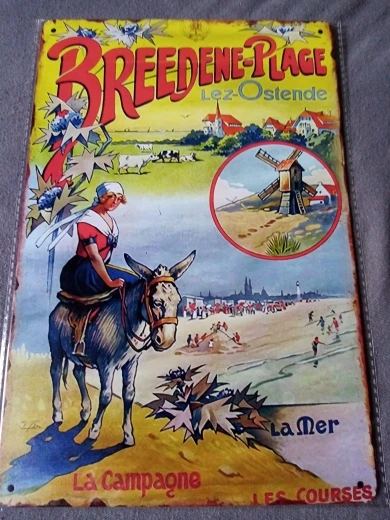 BREEDENE-PLAGE
Lez-Ostende
La Mer
La Campagne
LES COURSES